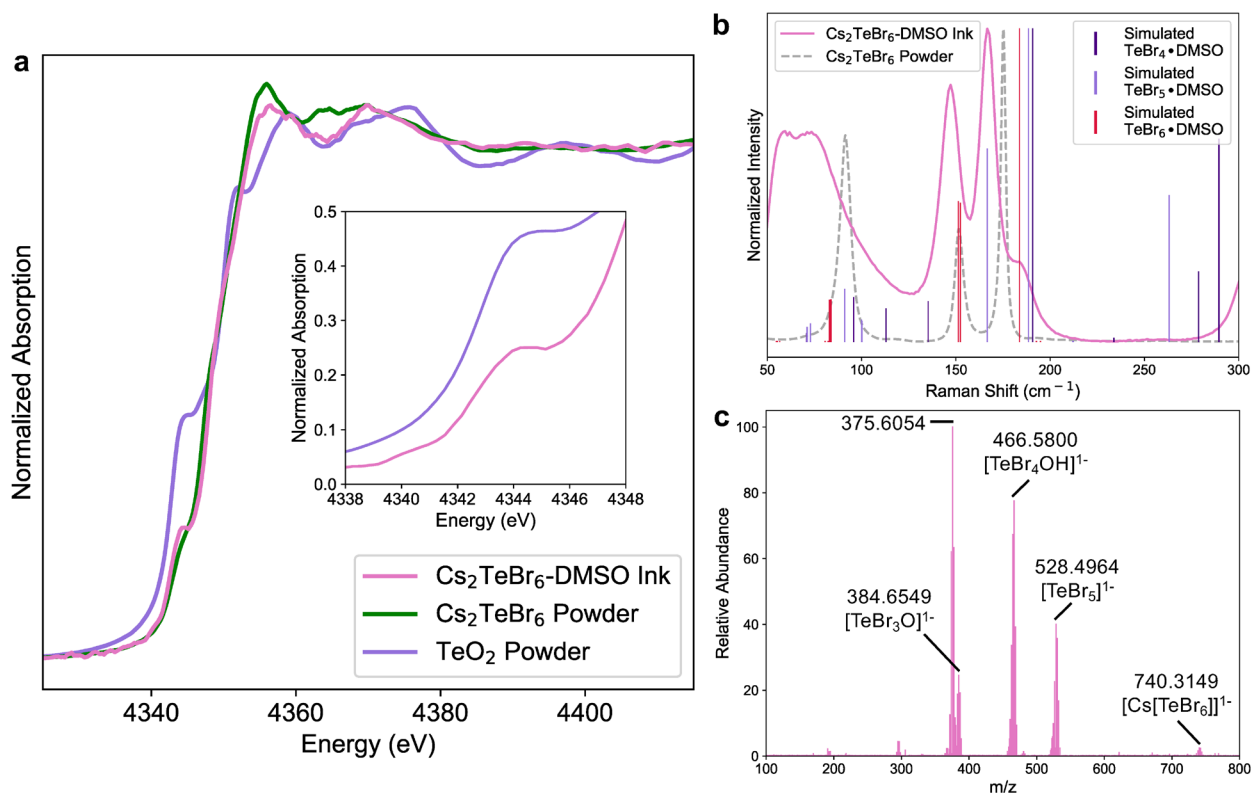 a
Normalized Absorption
4340
4360
4380
4400
Energy (eV)
Normalized Absorption
0.5
0.4
0.3
0.2
0.1
0.0
4338
4340
4342
4344
4346
4348
Energy (eV)
Cs₂TeBr₆-DMSO Ink
Cs₂TeBr₆ Powder
TeO₂ Powder
b
Cs₂TeBr₆-DMSO Ink
Cs₂TeBr₆ Powder
Simulated
TeBr₄•DMSO
Simulated
TeBr₅•DMSO
Simulated
TeBr₆•DMSO
Normalized Intensity
50
100
150
200
250
300
Raman Shift (cm⁻¹)
c
Relative Abundance
100
80
60
40
20
0
375.6054
466.5800
[TeBr₄OH]¹⁻
384.6549
[TeBr₃O]¹⁻
528.4964
[TeBr₅]¹⁻
740.3149
[Cs[TeBr₆]]¹⁻
100
200
300
400
500
600
700
800
m/z